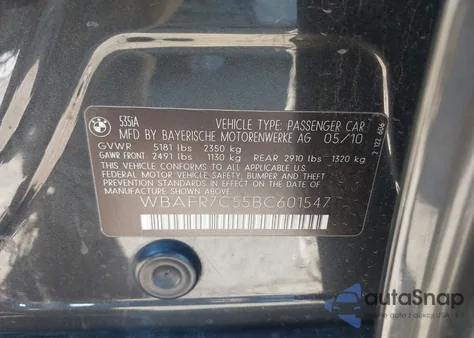 BMW
535iA VEHICLE TYPE: PASSENGER CAR
MFD BY BAYERISCHE MOTORENWERKE AG 05/10
GVWR 5181 lbs 2350 kg
GAWR FRONT 2491 lbs 1130 kg REAR 2910 lbs 1320 kg
THIS VEHICLE CONFORMS TO ALL APPLICABLE U.S.
FEDERAL MOTOR VEHICLE SAFETY, BUMPER AND THEFT
PREVENTION STANDARDS IN EFFECT ON THE DATE OF
MANUFACTURE SHOWN ABOVE.
WBAFR7C55BC601547
autoSnap